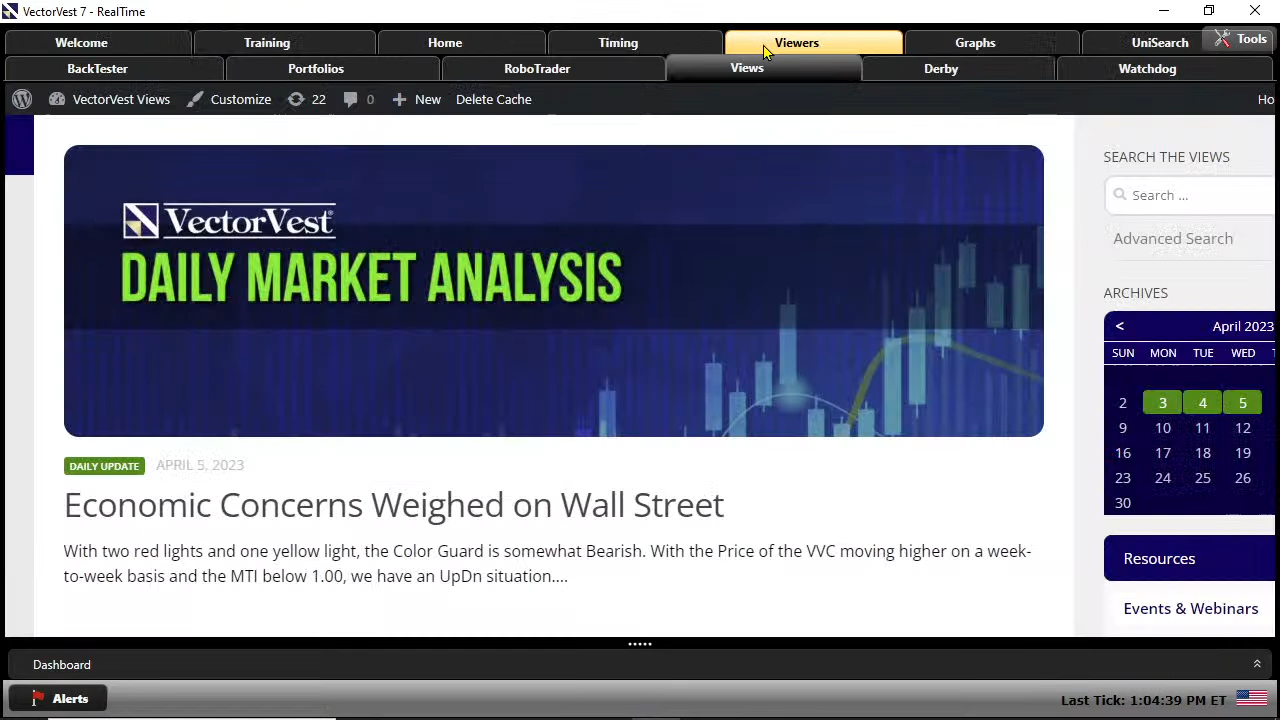 VectorVest 7 - RealTime
Welcome Training Home Timing Viewers Graphs UniSearch Tools
BackTester Portfolios RoboTrader Views Derby Watchdog
VectorVest Views Customize 22 0 New Delete Cache Ho
VectorVest®
DAILY MARKET ANALYSIS
DAILY UPDATE APRIL 5, 2023
Economic Concerns Weighed on Wall Street
With two red lights and one yellow light, the Color Guard is somewhat Bearish. With the Price of the VVC moving higher on a week-
to-week basis and the MTI below 1.00, we have an UpDn situation....
SEARCH THE VIEWS
Search ...
Advanced Search
ARCHIVES
< April 2023
SUN MON TUE WED
2 3 4 5
9 10 11 12
16 17 18 19
23 24 25 26
30
Resources
Events & Webinars
Dashboard
Alerts
Last Tick: 1:04:39 PM ET